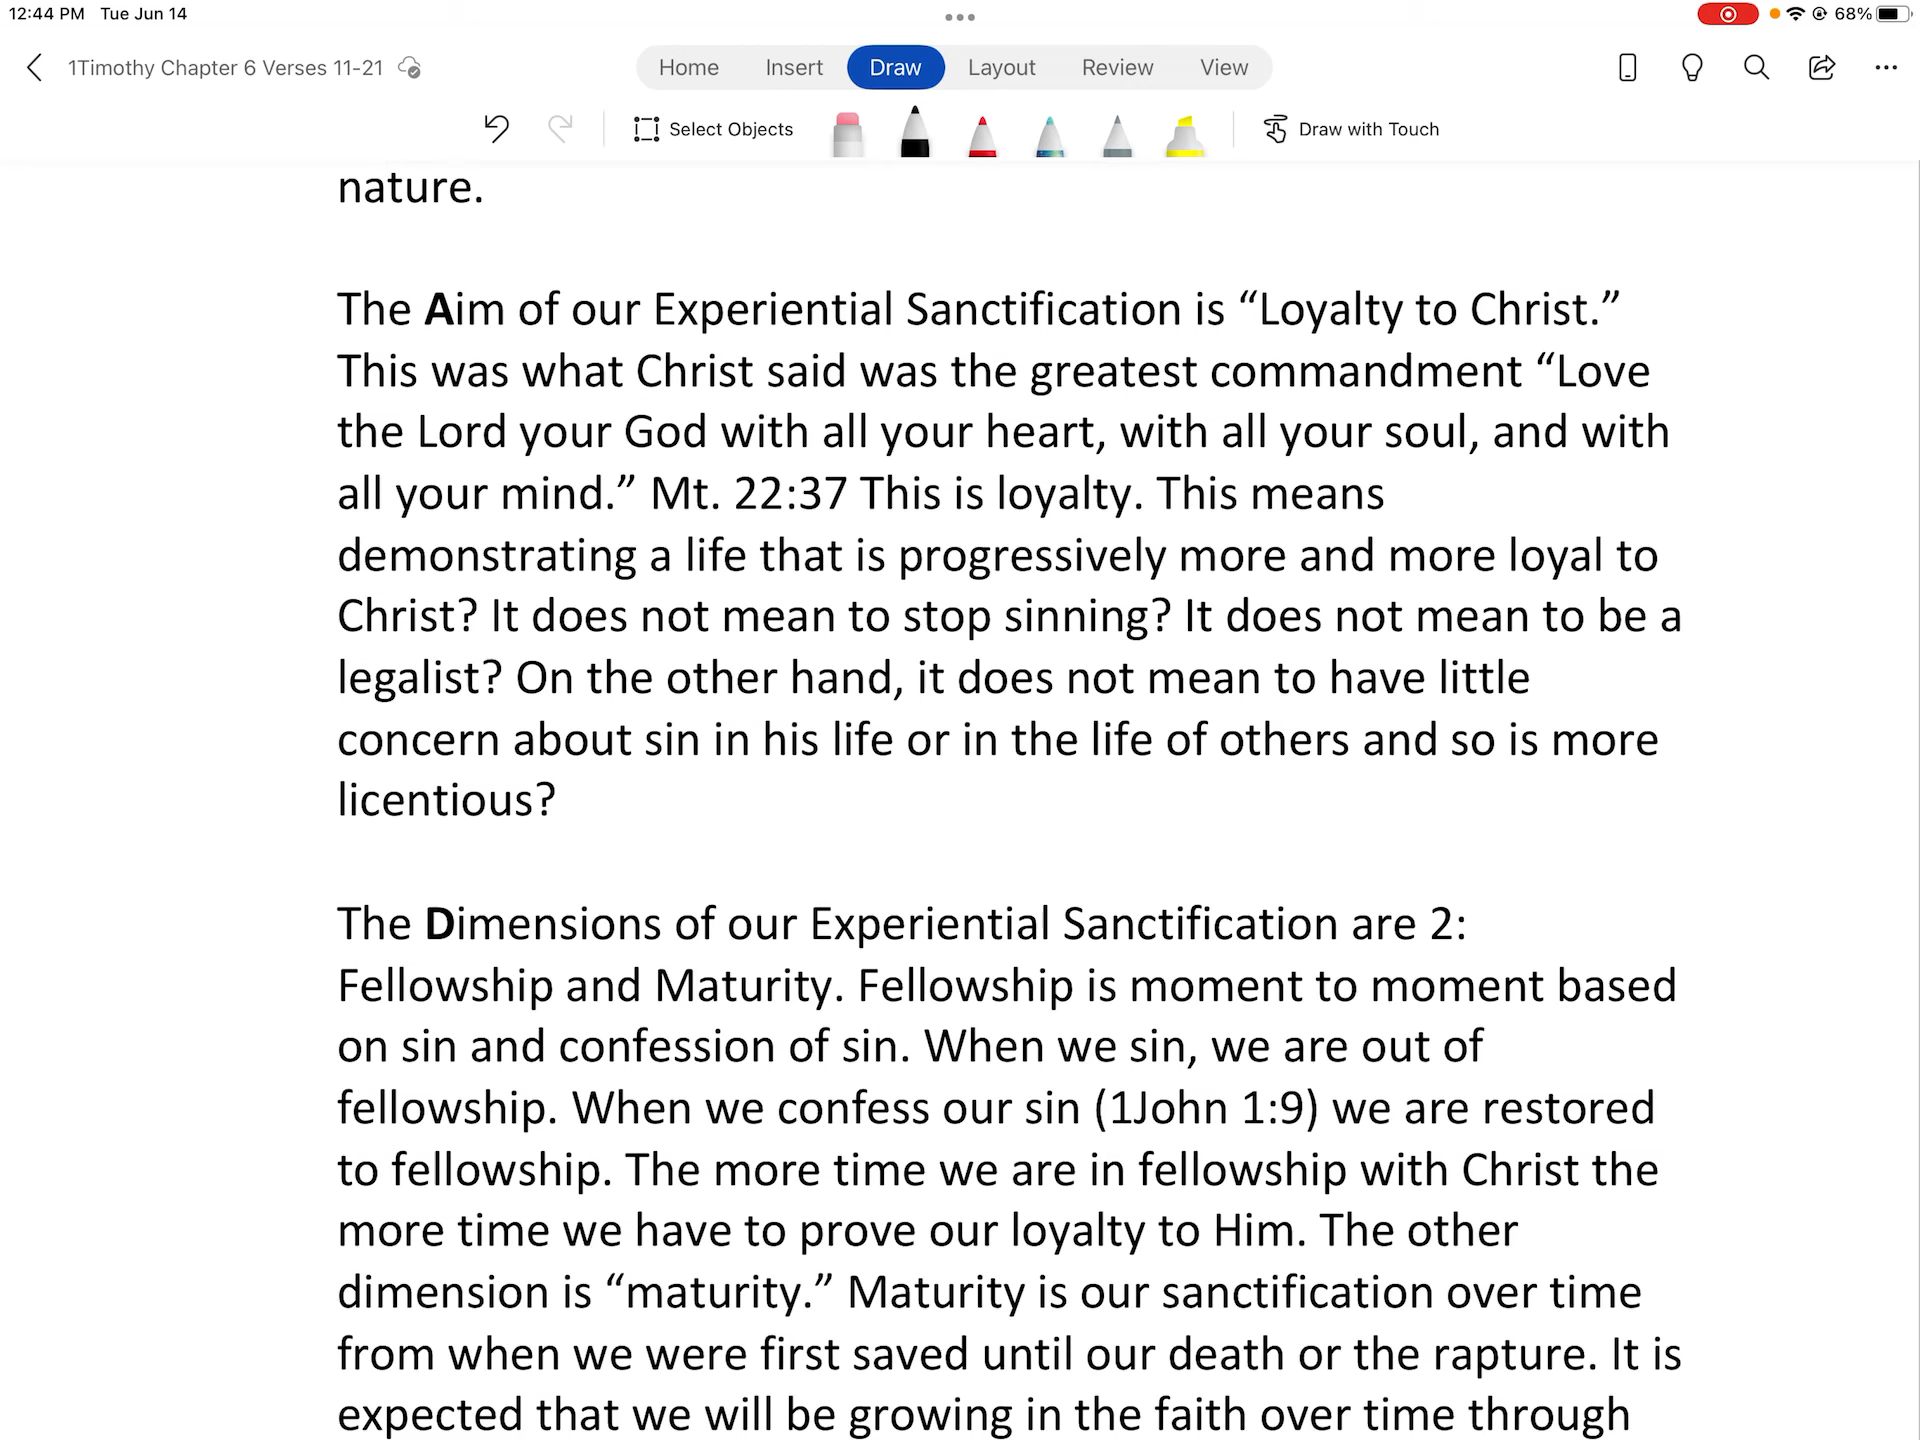 12:44 PM Tue Jun 14
68%
1Timothy Chapter 6 Verses 11-21
Home Insert Draw Layout Review View
Select Objects
Draw with Touch
nature.
The Aim of our Experiential Sanctification is “Loyalty to Christ.”
This was what Christ said was the greatest commandment “Love
the Lord your God with all your heart, with all your soul, and with
all your mind.” Mt. 22:37 This is loyalty. This means
demonstrating a life that is progressively more and more loyal to
Christ? It does not mean to stop sinning? It does not mean to be a
legalist? On the other hand, it does not mean to have little
concern about sin in his life or in the life of others and so is more
licentious?
The Dimensions of our Experiential Sanctification are 2:
Fellowship and Maturity. Fellowship is moment to moment based
on sin and confession of sin. When we sin, we are out of
fellowship. When we confess our sin (1John 1:9) we are restored
to fellowship. The more time we are in fellowship with Christ the
more time we have to prove our loyalty to Him. The other
dimension is “maturity.” Maturity is our sanctification over time
from when we were first saved until our death or the rapture. It is
expected that we will be growing in the faith over time through